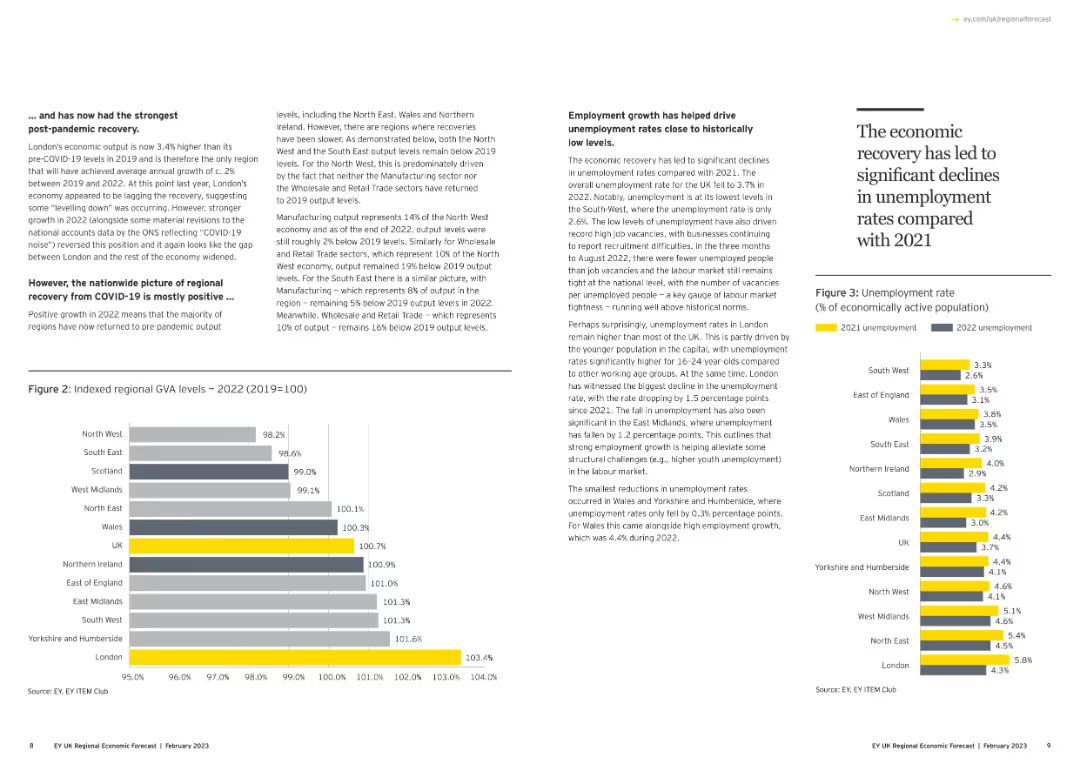 → ey.com/uk/regionalforecast
... and has now had the strongest
post-pandemic recovery.
London's economic output is now 3.4% higher than its
pre-COVID-19 levels in 2019 and is therefore the only region
that will have achieved average annual growth of c. 2%
between 2019 and 2022. At this point last year, London's
economy appeared to be lagging the recovery, suggesting
some "levelling down" was occurring. However, stronger
growth in 2022 (alongside some material revisions to the
national accounts data by the ONS reflecting "COVID-19
noise") reversed this position and it again looks like the gap
between London and the rest of the economy widened.
However, the nationwide picture of regional
recovery from COVID-19 is mostly positive ...
Positive growth in 2022 means that the majority of
regions have now returned to pre-pandemic output
levels, including the North East, Wales and Northern
Ireland. However, there are regions where recoveries
have been slower. As demonstrated below, both the North
West and the South East output levels remain below 2019
levels. For the North West, this is predominately driven
by the fact that neither the Manufacturing sector nor
the Wholesale and Retail Trade sectors have returned
to 2019 output levels.
Manufacturing output represents 14% of the North West
economy and as of the end of 2022, output levels were
still roughly 2% below 2019 levels. Similarly for Wholesale
and Retail Trade sectors, which represent 10% of the North
West economy, output remained 19% below 2019 output
levels. For the South East there is a similar picture, with
Manufacturing – which represents 8% of output in the
region – remaining 5% below 2019 output levels in 2022.
Meanwhile. Wholesale and Retail Trade – which represents
10% of output – remains 16% below 2019 output levels.
Figure 2: Indexed regional GVA levels – 2022 (2019=100)
North West 98.2%
South East 98.6%
Scotland 99.0%
West Midlands 99.1%
North East 100.1%
Wales 100.3%
UK 100.7%
Northern Ireland 100.9%
East of England 101.0%
East Midlands 101.3%
South West 101.3%
Yorkshire and Humberside 101.6%
London 103.4%
95.0% 96.0% 97.0% 98.0% 99.0% 100.0% 101.0% 102.0% 103.0% 104.0%
Source: EY, EY ITEM Club
8 EY UK Regional Economic Forecast | February 2023
Employment growth has helped drive
unemployment rates close to historically
low levels.
The economic recovery has led to significant declines
in unemployment rates compared with 2021. The
overall unemployment rate for the UK fell to 3.7% in
2022. Notably, unemployment is at its lowest levels in
the South-West, where the unemployment rate is only
2.6%. The low levels of unemployment have also driven
record high job vacancies, with businesses continuing
to report recruitment difficulties. In the three months
to August 2022, there were fewer unemployed people
than job vacancies and the labour market still remains
tight at the national level, with the number of vacancies
per unemployed people – a key gauge of labour market
tightness – running well above historical norms.
Perhaps surprisingly, unemployment rates in London
remain higher than most of the UK. This is partly driven by
the younger population in the capital, with unemployment
rates significantly higher for 16–24-year-olds compared
to other working age groups. At the same time. London
has witnessed the biggest decline in the unemployment
rate, with the rate dropping by 1.5 percentage points
since 2021. The fall in unemployment has also been
significant in the East Midlands, where unemployment
has fallen by 1.2 percentage points. This outlines that
strong employment growth is helping alleviate some
structural challenges (e.g., higher youth unemployment)
in the labour market.
The smallest reductions in unemployment rates
occurred in Wales and Yorkshire and Humberside, where
unemployment rates only fell by 0.3% percentage points.
For Wales this came alongside high employment growth,
which was 4.4% during 2022.
The economic
recovery has led to
significant declines
in unemployment
rates compared
with 2021
Figure 3: Unemployment rate
(% of economically active population)
2021 unemployment 2022 unemployment
South West 3.3% 2.6%
East of England 3.5% 3.1%
Wales 3.8% 3.5%
South East 3.9% 3.2%
Northern Ireland 4.0% 2.9%
Scotland 4.2% 3.3%
East Midlands 4.2% 3.0%
UK 4.4% 3.7%
Yorkshire and Humberside 4.4% 4.1%
North West 4.6% 4.1%
West Midlands 5.1% 4.6%
North East 5.4% 4.5%
London 5.8% 4.3%
Source: EY, EY ITEM Club
EY UK Regional Economic Forecast | February 2023 9